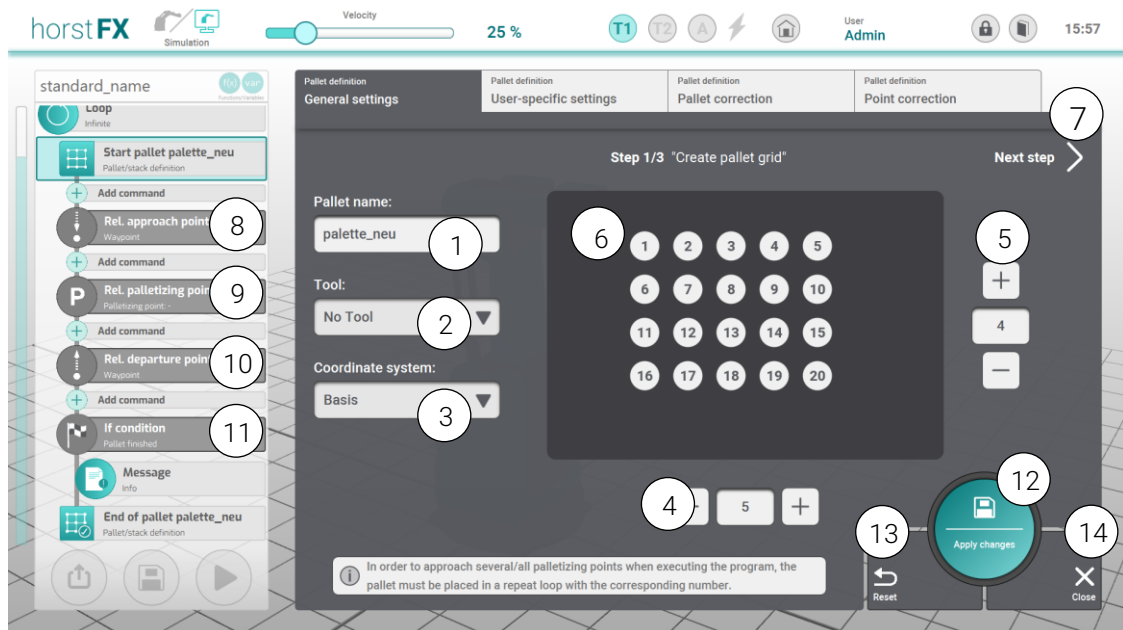 horstFX
Simulation
Velocity
25 %
T1
T2
A
User
Admin
15:57
standard_name
f(x)
var
Functions/Variables
Loop
Infinite
Start pallet palette_neu
Pallet/stack definition
Add command
Rel. approach point
Waypoint
8
Add command
P
Rel. palletizing poin
Palletizing point: -
9
Add command
Rel. departure poin
Waypoint
10
Add command
If condition
Pallet finished
11
Message
Info
End of pallet palette_neu
Pallet/stack definition
Pallet definition
General settings
Pallet definition
User-specific settings
Pallet definition
Pallet correction
Pallet definition
Point correction
7
Step 1/3 "Create pallet grid"
Next step
Pallet name:
palette_neu
1
Tool:
No Tool
2
Coordinate system:
Basis
3
6
1 2 3 4 5
6 7 8 9 10
11 12 13 14 15
16 17 18 19 20
5
+
4
−
4
5
+
i
In order to approach several/all palletizing points when executing the program, the
pallet must be placed in a repeat loop with the corresponding number.
12
Apply changes
13
Reset
14
Close